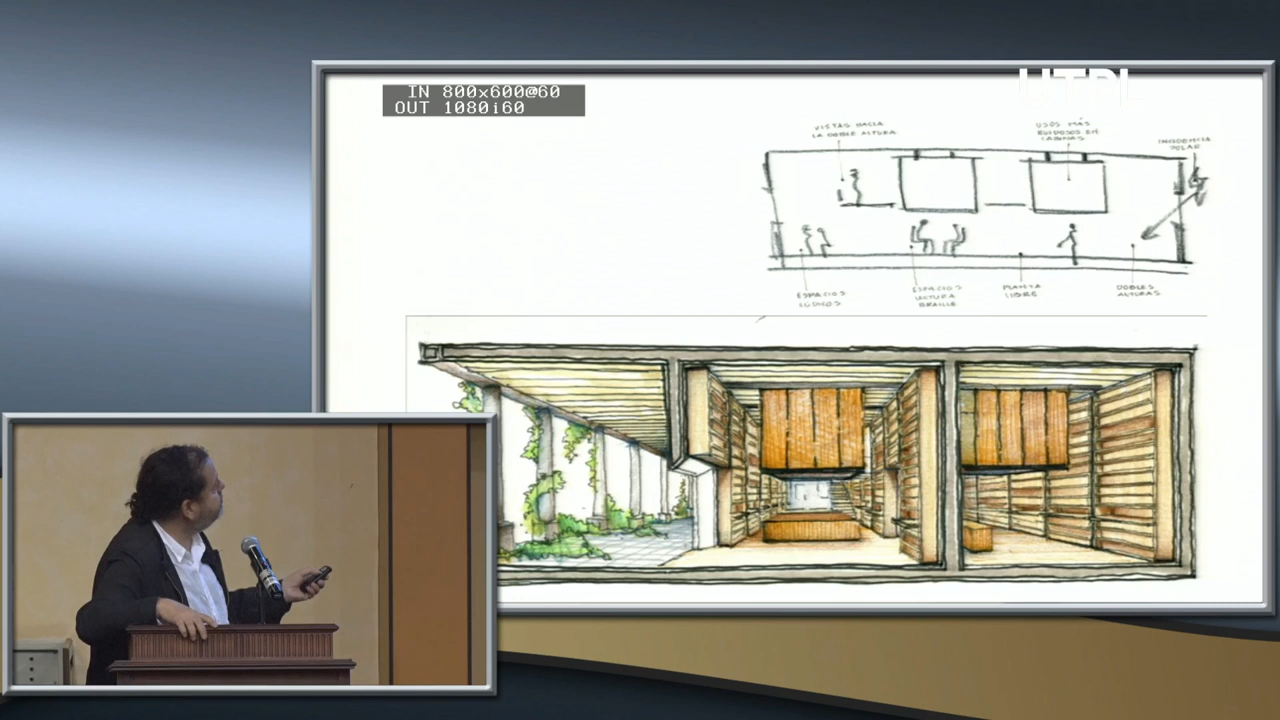 IN 800x600@60
OUT 1080i60
UTPL
VISTAS HACIA
LA DOBLE ALTURA
USOS MÁS
RUIDOSOS EN
CABINAS
INCIDENCIA
SOLAR
ESPACIOS
LÚDICOS
ESPACIOS
LECTURA
BRAILLE
PLANTA
LIBRE
DOBLES
ALTURAS